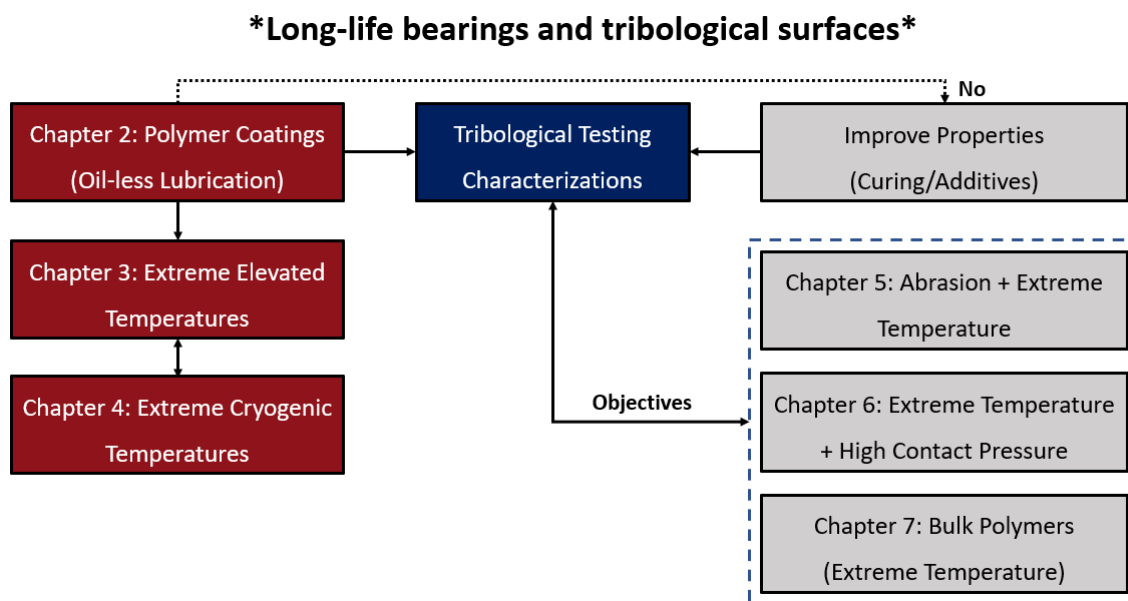 *Long-life bearings and tribological surfaces*
No
Chapter 2: Polymer Coatings
(Oil-less Lubrication)
Tribological Testing
Characterizations
Improve Properties
(Curing/Additives)
Chapter 3: Extreme Elevated
Temperatures
Chapter 5: Abrasion + Extreme
Temperature
Chapter 4: Extreme Cryogenic
Temperatures
Objectives
Chapter 6: Extreme Temperature
+ High Contact Pressure
Chapter 7: Bulk Polymers
(Extreme Temperature)